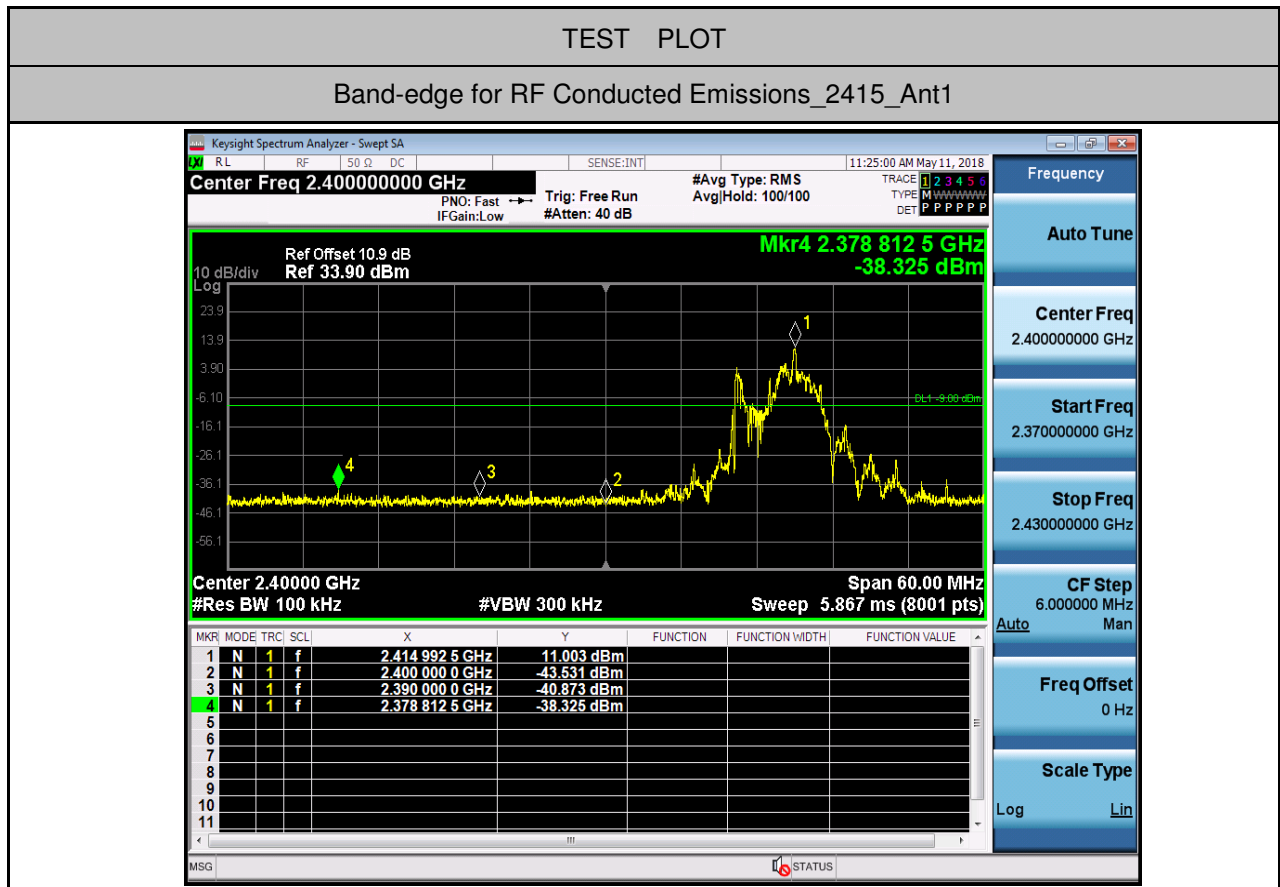 TEST PLOT
Band-edge for RF Conducted Emissions_2415_Ant1
Keysight Spectrum Analyzer - Swept SA
LXI RL RF 50 Ω DC SENSE:INT 11:25:00 AM May 11, 2018
Center Freq 2.400000000 GHz
PNO: Fast
IFGain:Low
Trig: Free Run
#Atten: 40 dB
#Avg Type: RMS
Avg|Hold: 100/100
TRACE 1 2 3 4 5 6
TYPE M W W W W W
DET P P P P P P
Mkr4 2.378 812 5 GHz
-38.325 dBm
Ref Offset 10.9 dB
10 dB/div Ref 33.90 dBm
Log
23.9
13.9
3.90
-6.10
-16.1
-26.1
-36.1
-46.1
-56.1
1
2
3
4
DL1 -9.00 dBm
Center 2.40000 GHz Span 60.00 MHz
#Res BW 100 kHz #VBW 300 kHz Sweep 5.867 ms (8001 pts)
MKR MODE TRC SCL X Y FUNCTION FUNCTION WIDTH FUNCTION VALUE
1 N 1 f 2.414 992 5 GHz 11.003 dBm
2 N 1 f 2.400 000 0 GHz -43.531 dBm
3 N 1 f 2.390 000 0 GHz -40.873 dBm
4 N 1 f 2.378 812 5 GHz -38.325 dBm
5
6
7
8
9
10
11
MSG STATUS
Frequency
Auto Tune
Center Freq
2.400000000 GHz
Start Freq
2.370000000 GHz
Stop Freq
2.430000000 GHz
CF Step
6.000000 MHz
Auto Man
Freq Offset
0 Hz
Scale Type
Log Lin